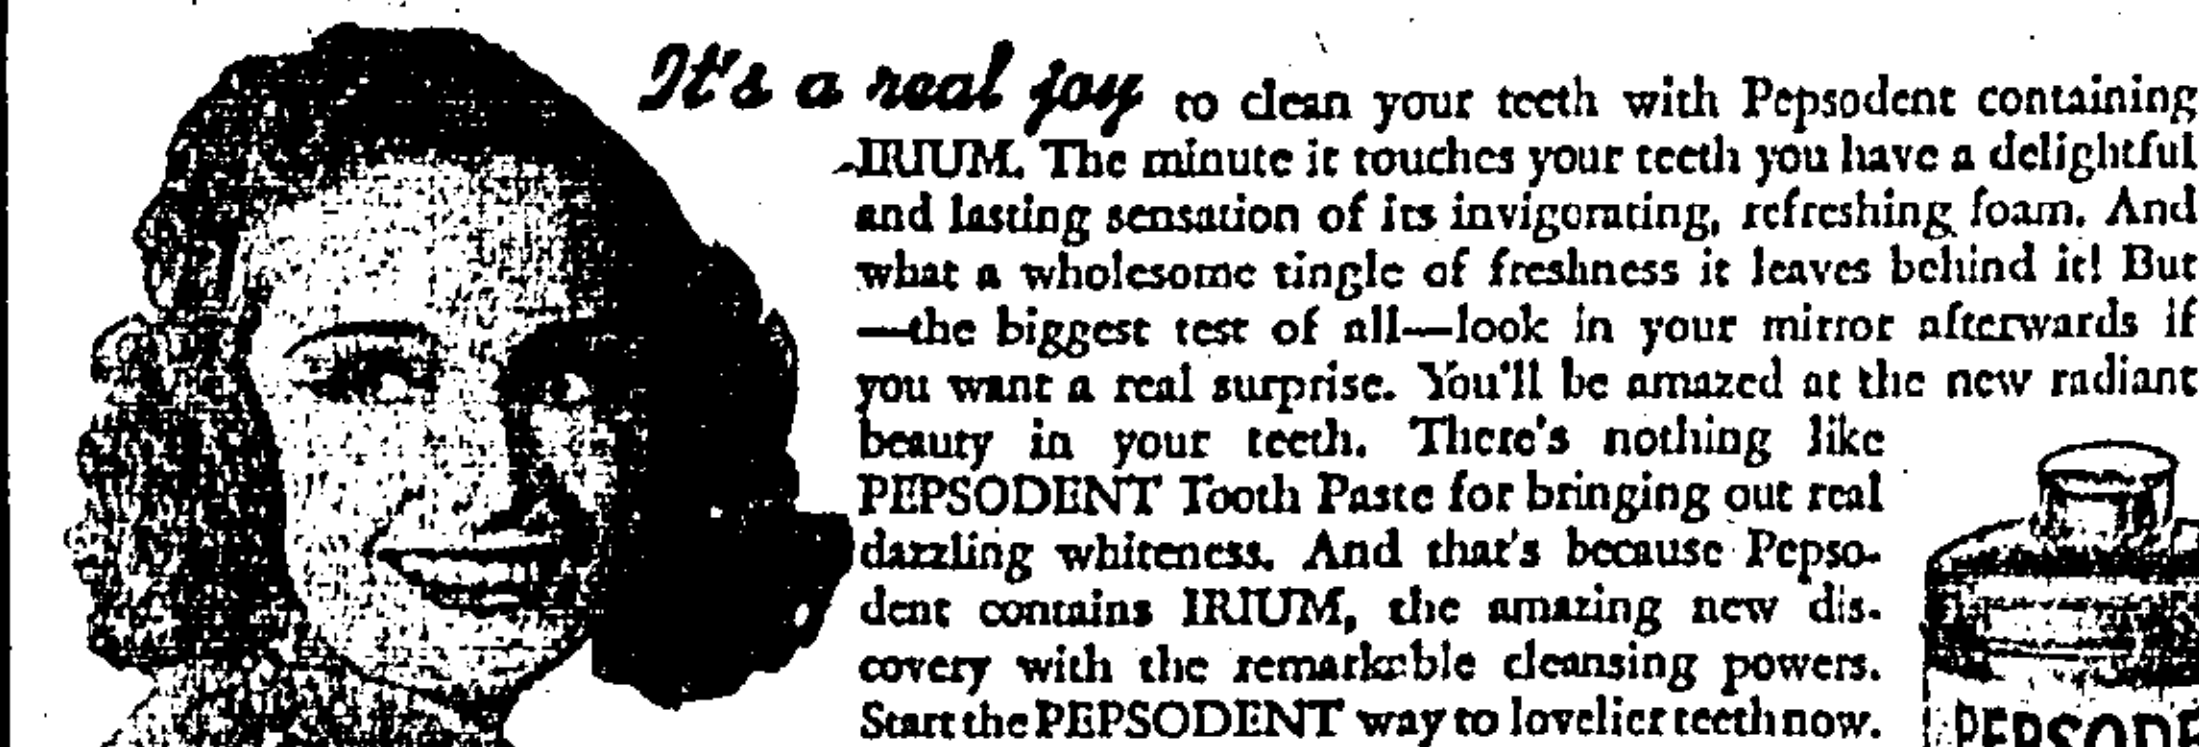 It's a real joy to clean your teeth with Pepsodent containing
IRIUM. The minute it touches your teeth you have a delightful
and lasting sensation of its invigorating, refreshing foam. And
what a wholesome tingle of freshness it leaves behind it! But
—the biggest test of all—look in your mirror afterwards if
you want a real surprise. You'll be amazed at the new radiant
beauty in your teeth. There's nothing like
PEPSODENT Tooth Paste for bringing out real
dazzling whiteness. And that's because Pepso-
dent contains IRIUM, the amazing new dis-
covery with the remarkable cleansing powers.
Start the PEPSODENT way to lovelier teeth now.
PEPSODE